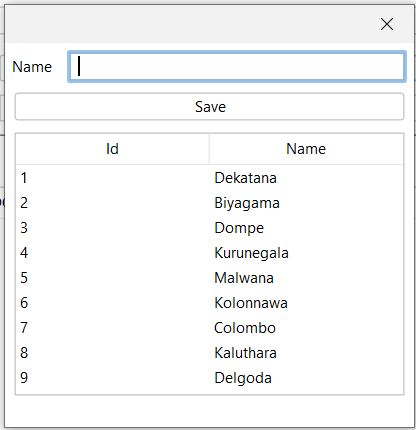 Name
Save
Id Name
1 Dekatana
2 Biyagama
3 Dompe
4 Kurunegala
5 Malwana
6 Kolonnawa
7 Colombo
8 Kaluthara
9 Delgoda